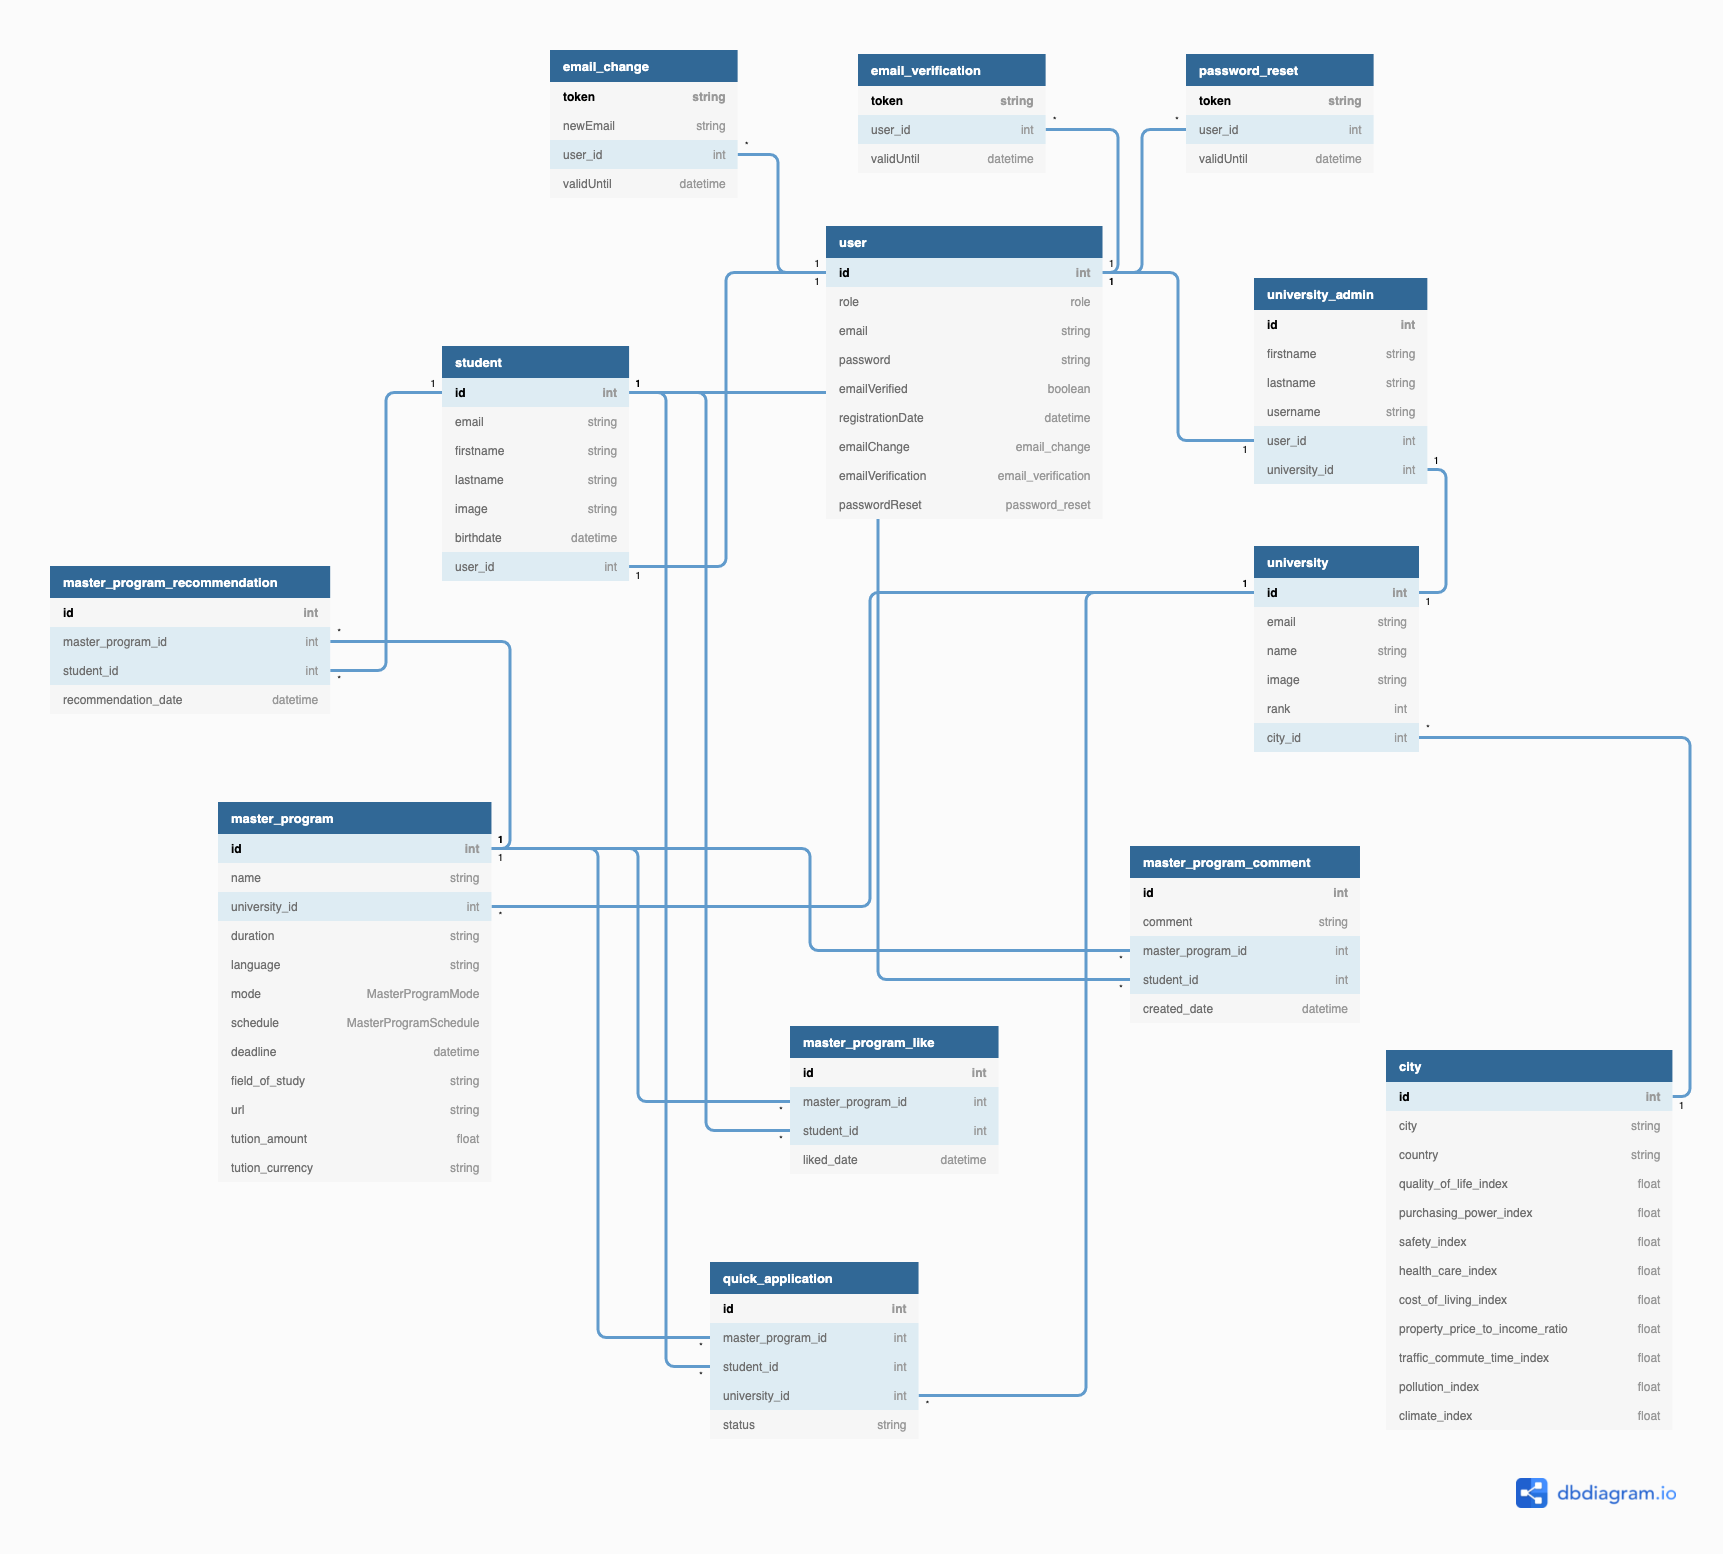 email_change
token string
newEmail string
user_id int
validUntil datetime
email_verification
token string
user_id int
validUntil datetime
password_reset
token string
user_id int
validUntil datetime
user
id int
role role
email string
password string
emailVerified boolean
registrationDate datetime
emailChange email_change
emailVerification email_verification
passwordReset password_reset
university_admin
id int
firstname string
lastname string
username string
user_id int
university_id int
student
id int
email string
firstname string
lastname string
image string
birthdate datetime
user_id int
university
id int
email string
name string
image string
rank int
city_id int
master_program_recommendation
id int
master_program_id int
student_id int
recommendation_date datetime
master_program
id int
name string
university_id int
duration string
language string
mode MasterProgramMode
schedule MasterProgramSchedule
deadline datetime
field_of_study string
url string
tution_amount float
tution_currency string
master_program_comment
id int
comment string
master_program_id int
student_id int
created_date datetime
master_program_like
id int
master_program_id int
student_id int
liked_date datetime
city
id int
city string
country string
quality_of_life_index float
purchasing_power_index float
safety_index float
health_care_index float
cost_of_living_index float
property_price_to_income_ratio float
traffic_commute_time_index float
pollution_index float
climate_index float
quick_application
id int
master_program_id int
student_id int
university_id int
status string
dbdiagram.io